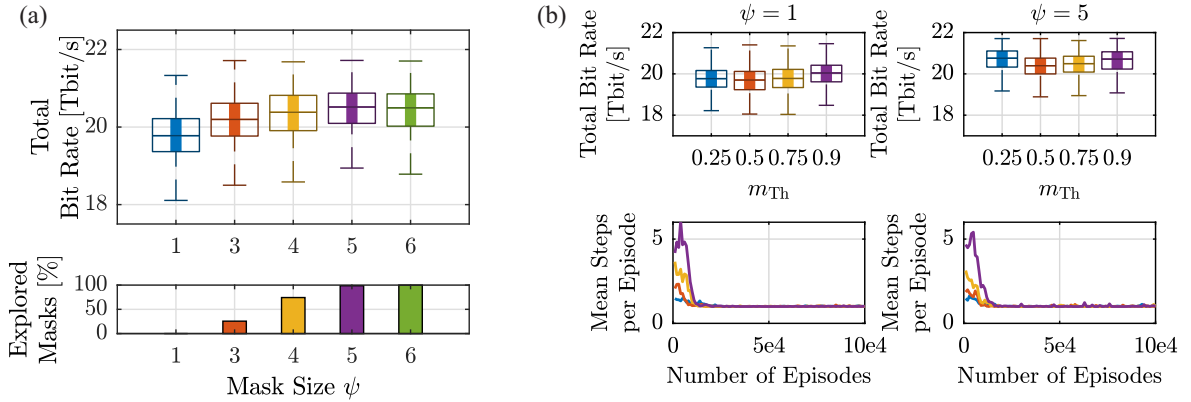 (a)
Total
Bit Rate [Tbit/s]
22
20
18
1 3 4 5 6
Explored
Masks [%]
100
50
0
1 3 4 5 6
Mask Size ψ
(b)
ψ = 1
Total Bit Rate
[Tbit/s]
22
20
18
0.25 0.5 0.75 0.9
m_Th
ψ = 5
Total Bit Rate
[Tbit/s]
22
20
18
0.25 0.5 0.75 0.9
m_Th
Mean Steps
per Episode
5
0
0 5e4 10e4
Number of Episodes
Mean Steps
per Episode
5
0
0 5e4 10e4
Number of Episodes